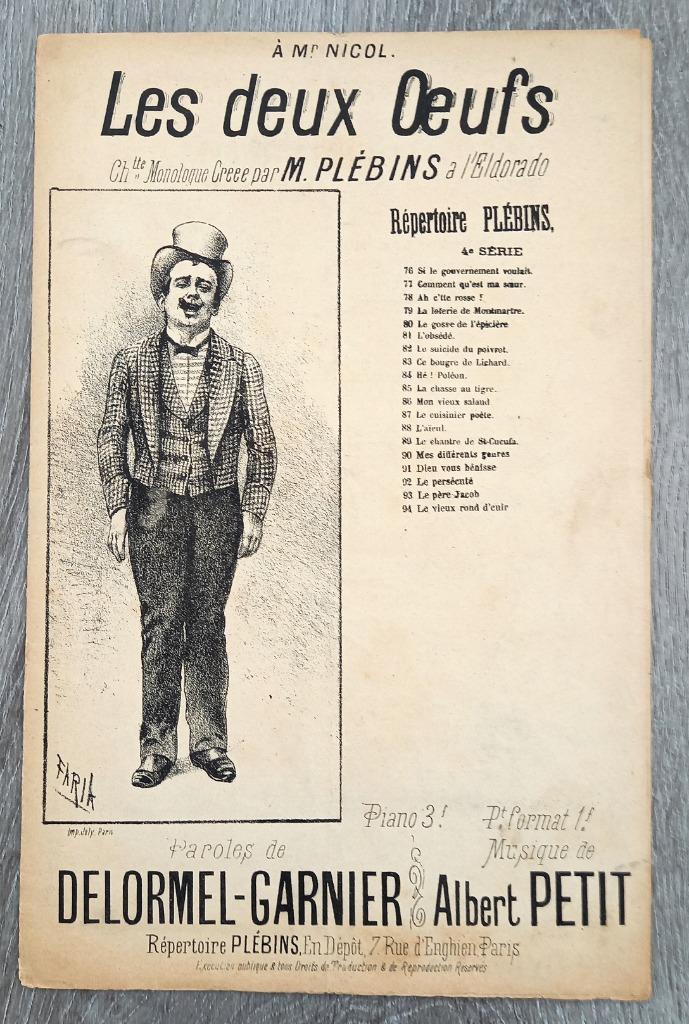 À Mr NICOL.
Les deux Œufs
Ch.tte Monologue Creee par M. PLÉBINS a l'Eldorado
Répertoire PLÉBINS,
4e SÉRIE
76 Si le gouvernement voulait.
77 Comment qu'est ma sœur.
78 Ah c'tte rosse !
79 La loterie de Montmartre.
80 Le gosse de l'épicière
81 L'obsédé.
82 Le suicide du poivrot.
83 Ce bougre de Lichard.
84 Hé ! Poléon.
85 La chasse au tigre.
86 Mon vieux salaud
87 Le cuisinier poète.
88 L'aïeul.
89 Le chantre de St-Cucufa.
90 Mes différents genres
91 Dieu vous bénisse
92 Le persécuté
93 Le père Jacob
94 Le vieux rond d'cuir
FARIA
Imp. Joly. Paris
Piano 3f Pt. format 1f
Paroles de Musique de
DELORMEL-GARNIER Albert PETIT
Répertoire PLÉBINS, En Dépôt, 7. Rue d'Enghien Paris
Execution publique & tous Droits de Traduction & de Reproduction Reservés